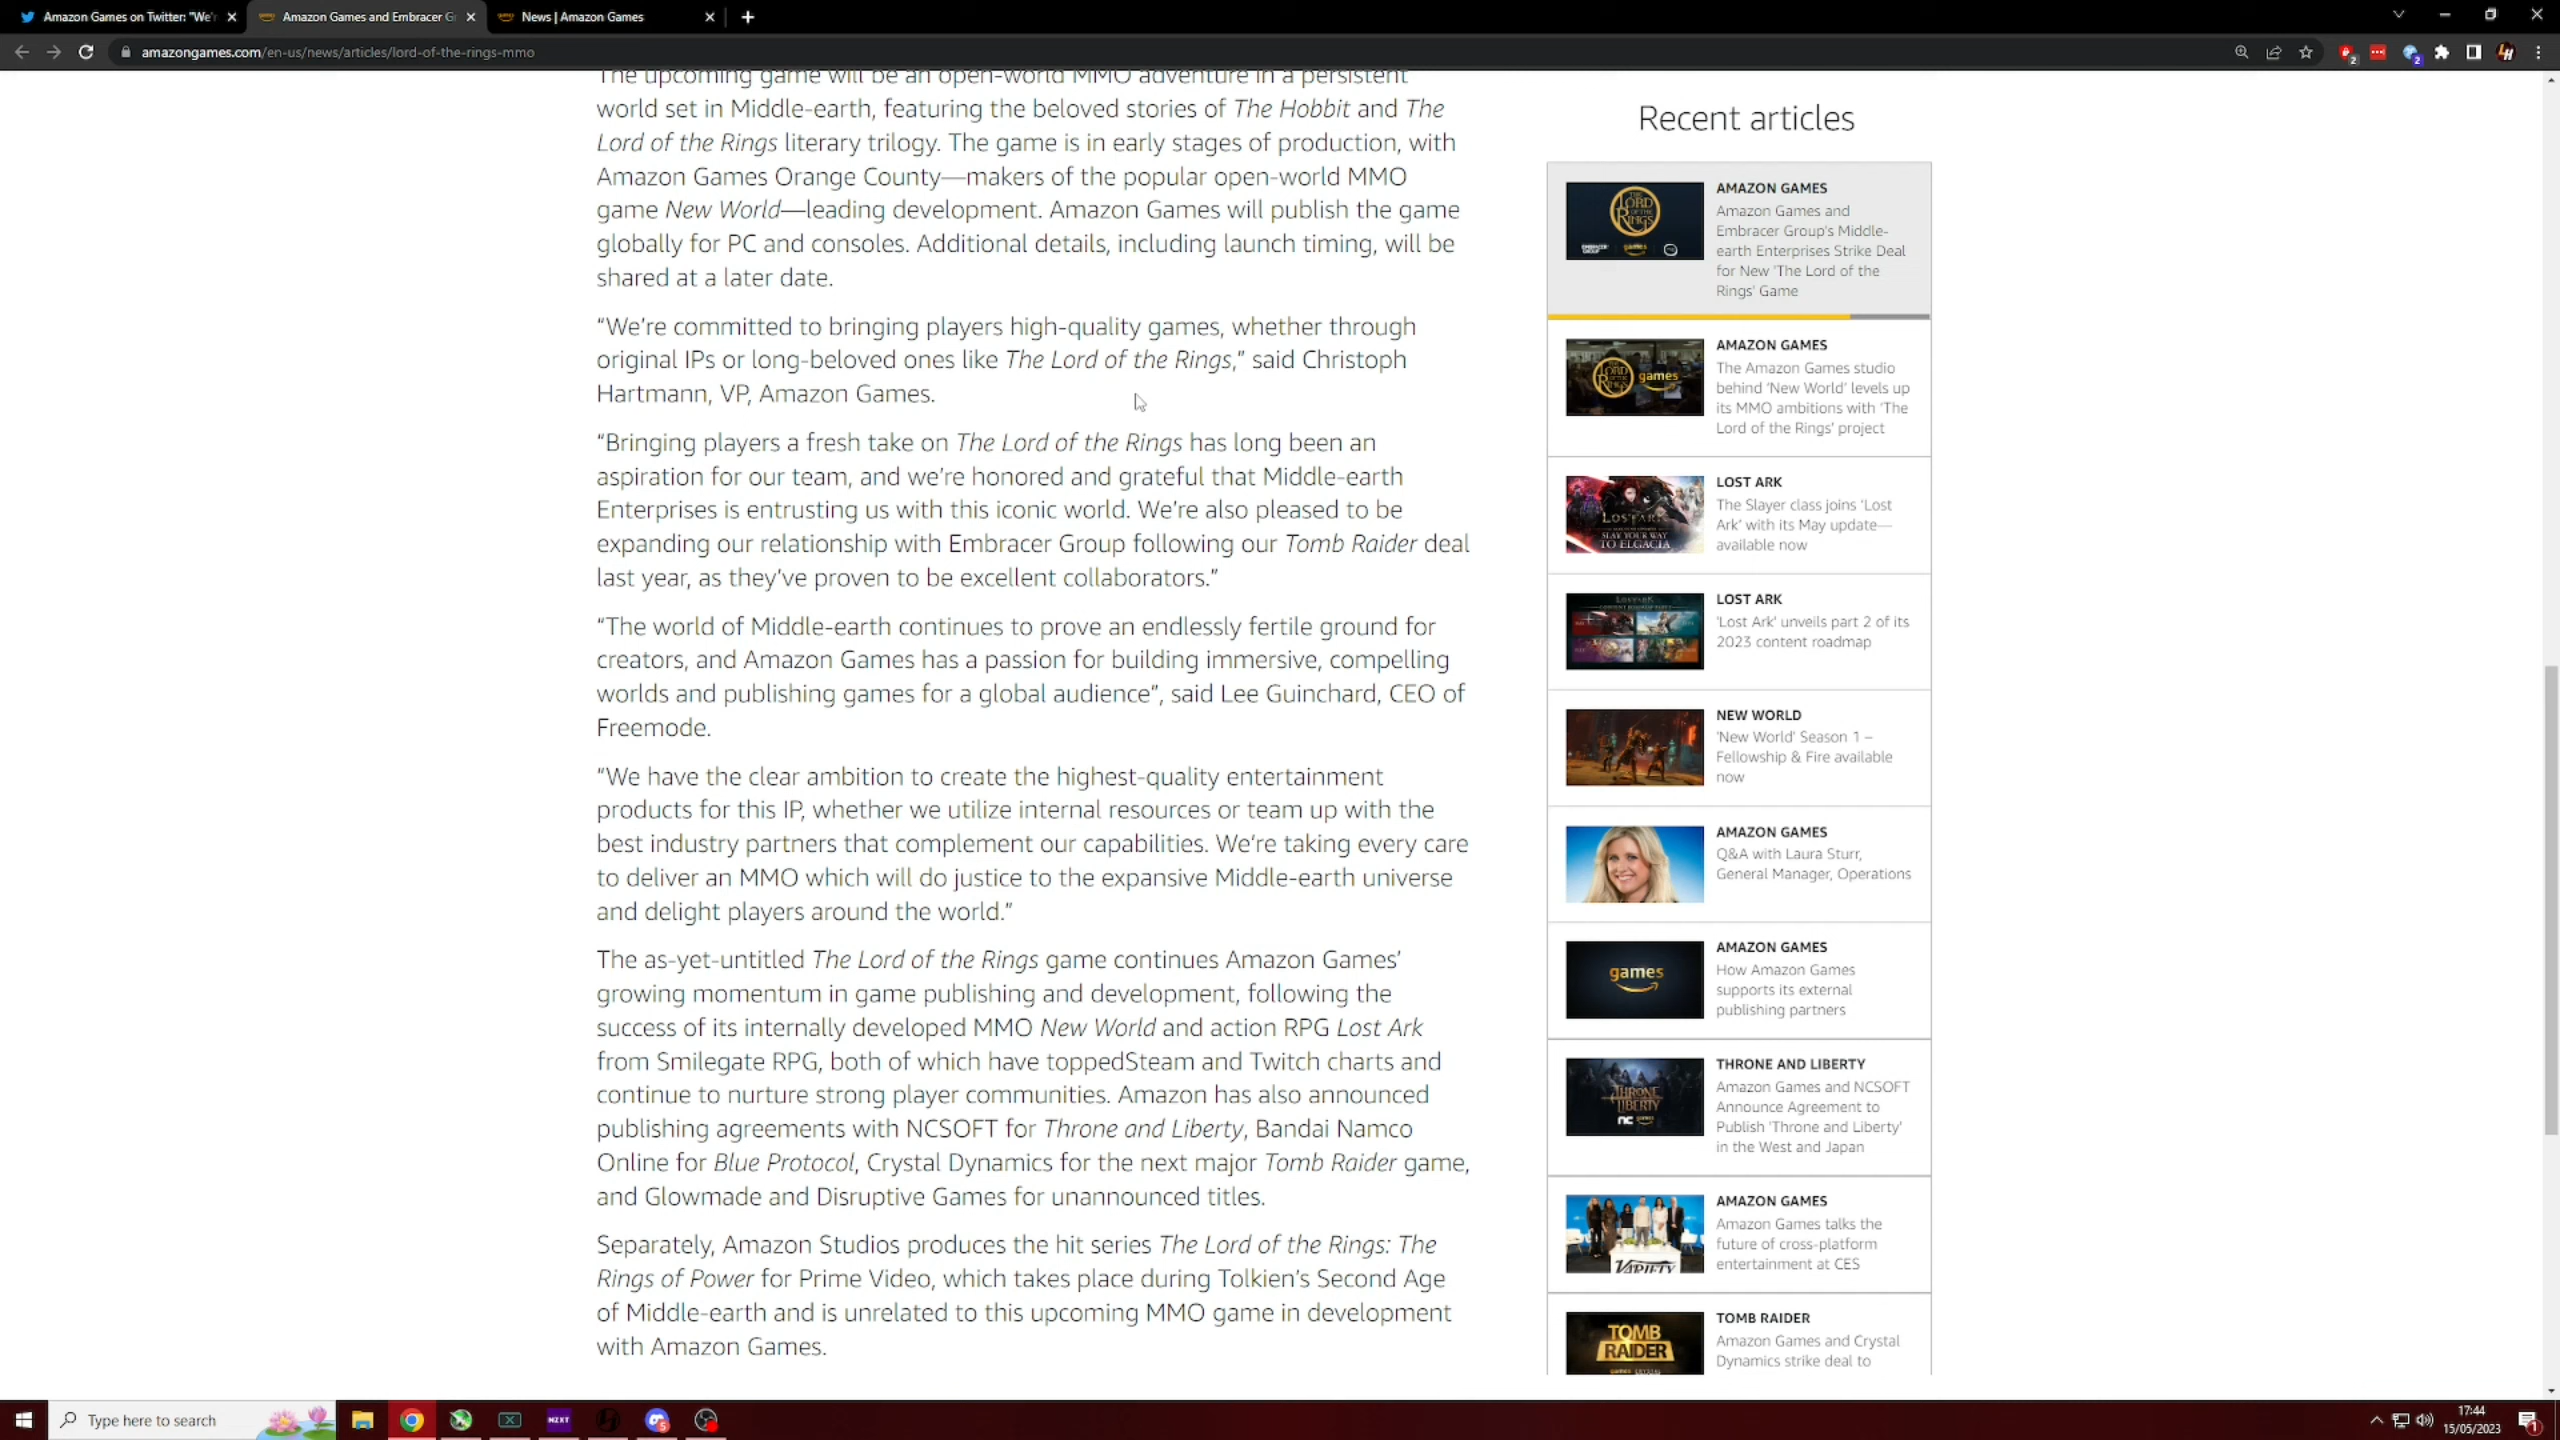 Amazon Games on Twitter: "We'r
Amazon Games and Embracer Gr
News | Amazon Games
amazongames.com/en-us/news/articles/lord-of-the-rings-mmo
The upcoming game will be an open-world MMO adventure in a persistent
world set in Middle-earth, featuring the beloved stories of The Hobbit and The
Lord of the Rings literary trilogy. The game is in early stages of production, with
Amazon Games Orange County—makers of the popular open-world MMO
game New World—leading development. Amazon Games will publish the game
globally for PC and consoles. Additional details, including launch timing, will be
shared at a later date.
“We’re committed to bringing players high-quality games, whether through
original IPs or long-beloved ones like The Lord of the Rings,” said Christoph
Hartmann, VP, Amazon Games.
“Bringing players a fresh take on The Lord of the Rings has long been an
aspiration for our team, and we’re honored and grateful that Middle-earth
Enterprises is entrusting us with this iconic world. We’re also pleased to be
expanding our relationship with Embracer Group following our Tomb Raider deal
last year, as they’ve proven to be excellent collaborators.”
“The world of Middle-earth continues to prove an endlessly fertile ground for
creators, and Amazon Games has a passion for building immersive, compelling
worlds and publishing games for a global audience”, said Lee Guinchard, CEO of
Freemode.
“We have the clear ambition to create the highest-quality entertainment
products for this IP, whether we utilize internal resources or team up with the
best industry partners that complement our capabilities. We’re taking every care
to deliver an MMO which will do justice to the expansive Middle-earth universe
and delight players around the world.”
The as-yet-untitled The Lord of the Rings game continues Amazon Games’
growing momentum in game publishing and development, following the
success of its internally developed MMO New World and action RPG Lost Ark
from Smilegate RPG, both of which have toppedSteam and Twitch charts and
continue to nurture strong player communities. Amazon has also announced
publishing agreements with NCSOFT for Throne and Liberty, Bandai Namco
Online for Blue Protocol, Crystal Dynamics for the next major Tomb Raider game,
and Glowmade and Disruptive Games for unannounced titles.
Separately, Amazon Studios produces the hit series The Lord of the Rings: The
Rings of Power for Prime Video, which takes place during Tolkien’s Second Age
of Middle-earth and is unrelated to this upcoming MMO game in development
with Amazon Games.
Recent articles
THE LORD OF THE RINGS
games
AMAZON GAMES
Amazon Games and
Embracer Group's Middle-
earth Enterprises Strike Deal
for New 'The Lord of the
Rings' Game
games
AMAZON GAMES
The Amazon Games studio
behind ‘New World’ levels up
its MMO ambitions with ‘The
Lord of the Rings’ project
LOST ARK
SLAY YOUR WAY
TO ELGACIA
LOST ARK
The Slayer class joins ‘Lost
Ark’ with its May update—
available now
LOST ARK
'Lost Ark' unveils part 2 of its
2023 content roadmap
NEW WORLD
'New World' Season 1 –
Fellowship & Fire available
now
AMAZON GAMES
Q&A with Laura Sturr,
General Manager, Operations
games
AMAZON GAMES
How Amazon Games
supports its external
publishing partners
THRONE
LIBERTY
NC
THRONE AND LIBERTY
Amazon Games and NCSOFT
Announce Agreement to
Publish 'Throne and Liberty'
in the West and Japan
VARIETY
AMAZON GAMES
Amazon Games talks the
future of cross-platform
entertainment at CES
TOMB
RAIDER
TOMB RAIDER
Amazon Games and Crystal
Dynamics strike deal to
Type here to search
NZXT
5
17:44
15/05/2023
1